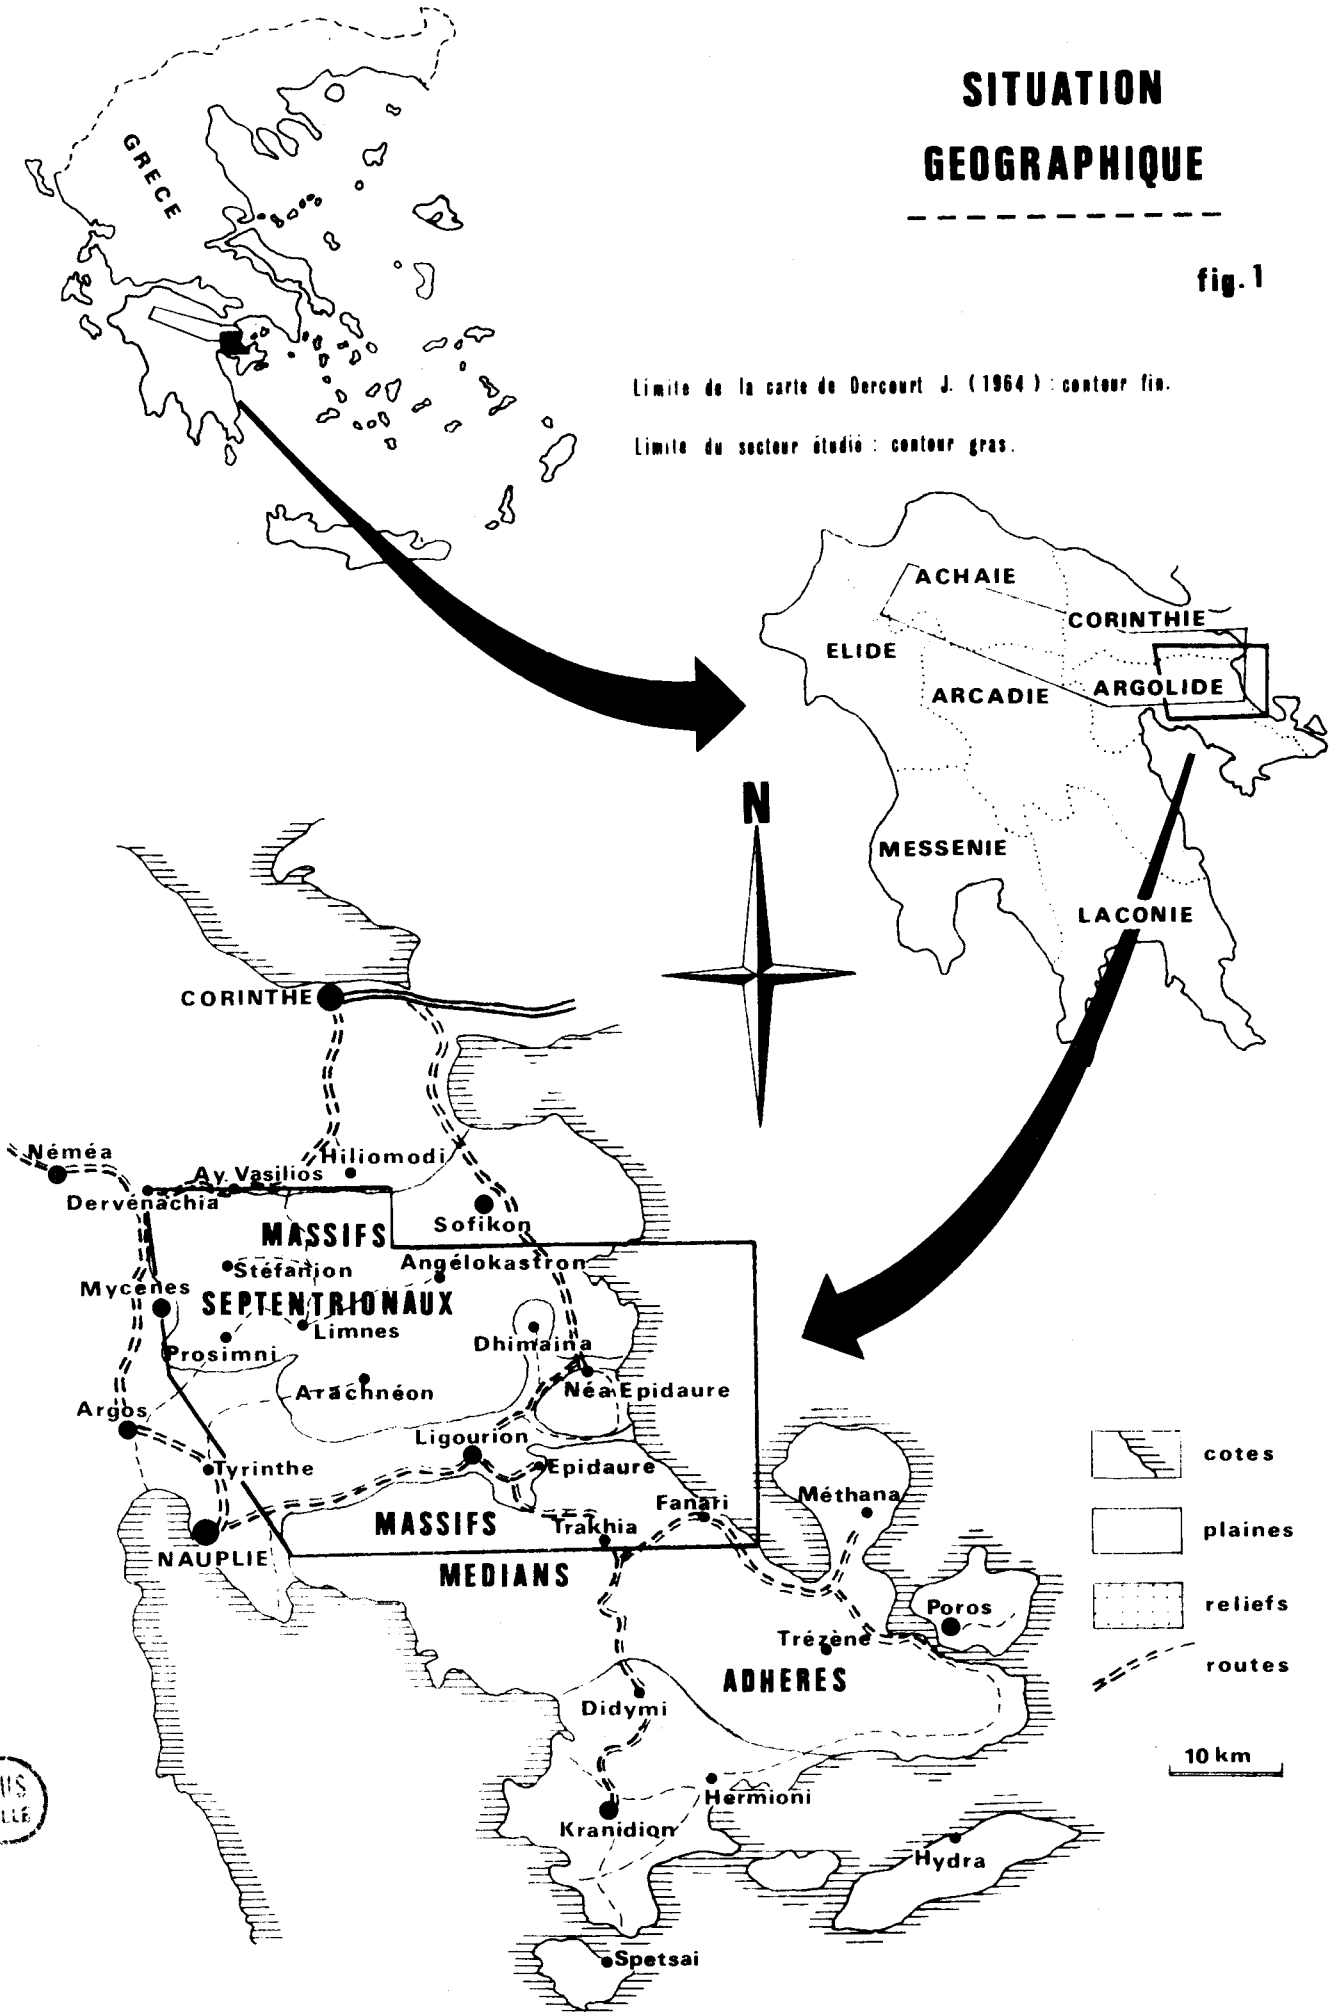 SITUATION
GEOGRAPHIQUE
fig. 1
GRECE
Limite de la carte de Dercourt J. (1964) : contour fin.
Limite du secteur étudié : contour gras.
ACHAIE
CORINTHIE
ELIDE
ARCADIE
ARGOLIDE
MESSENIE
LACONIE
N
CORINTHE
Néméa
Hiliomodi
Ay. Vasilios
Dervenachia
Sofikon
MASSIFS
SEPTENTRIONAUX
Stéfanion
Angélokastron
Mycènes
Limnes
Prosimni
Dhimaina
Arachnéon
Néa Epidaure
Argos
Ligourion
Tyrinthe
Epidaure
NAUPLIE
MASSIFS
MEDIANS
Trakhia
Fanari
Méthana
Poros
Trézène
ADHERES
Didymi
Hermioni
Kranidion
Hydra
Spetsai
cotes
plaines
reliefs
routes
10 km